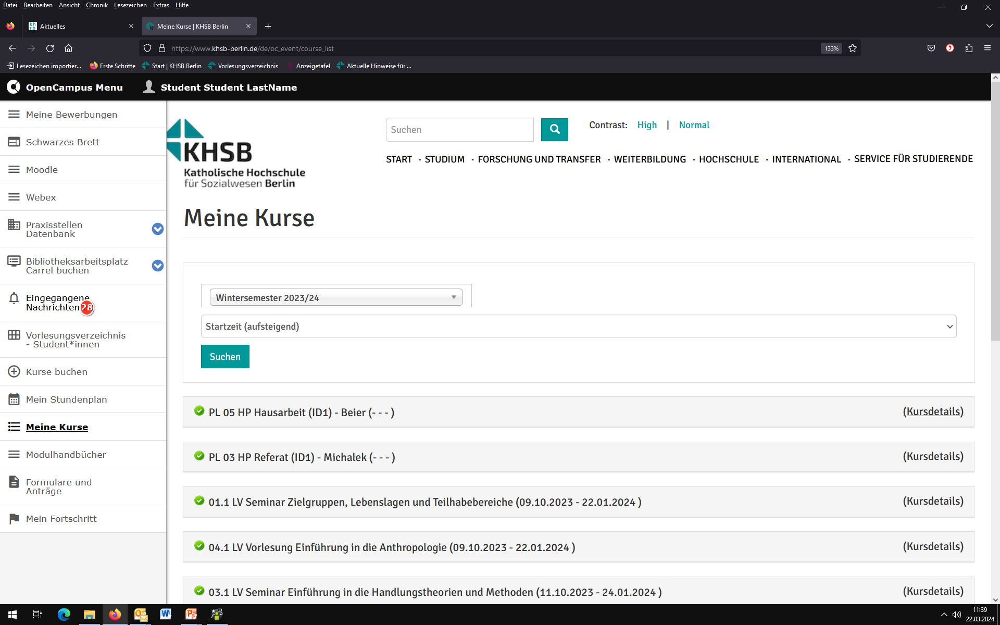 Datei Bearbeiten Ansicht Chronik Lesezeichen Extras Hilfe
Aktuelles
Meine Kurse | KHSB Berlin
https://www.khsb-berlin.de/de/oc_event/course_list
133%
Lesezeichen importier... Erste Schritte Start | KHSB Berlin Vorlesungsverzeichnis Anzeigetafel Aktuelle Hinweise für ...
OpenCampus Menu Student Student LastName
Meine Bewerbungen
Schwarzes Brett
Moodle
Webex
Praxisstellen
Datenbank
Bibliotheksarbeitsplatz
Carrel buchen
Eingegangene
Nachrichten 28
Vorlesungsverzeichnis
- Student*innen
Kurse buchen
Mein Stundenplan
Meine Kurse
Modulhandbücher
Formulare und
Anträge
Mein Fortschritt
KHSB
Katholische Hochschule
für Sozialwesen Berlin
Suchen
Contrast: High | Normal
START · STUDIUM · FORSCHUNG UND TRANSFER · WEITERBILDUNG · HOCHSCHULE · INTERNATIONAL · SERVICE FÜR STUDIERENDE
Meine Kurse
Wintersemester 2023/24
Startzeit (aufsteigend)
Suchen
PL 05 HP Hausarbeit (ID1) - Beier (- - - ) (Kursdetails)
PL 03 HP Referat (ID1) - Michalek (- - - ) (Kursdetails)
01.1 LV Seminar Zielgruppen, Lebenslagen und Teilhabebereiche (09.10.2023 - 22.01.2024 ) (Kursdetails)
04.1 LV Vorlesung Einführung in die Anthropologie (09.10.2023 - 22.01.2024 ) (Kursdetails)
03.1 LV Seminar Einführung in die Handlungstheorien und Methoden (11.10.2023 - 24.01.2024 ) (Kursdetails)
11:39
22.03.2024